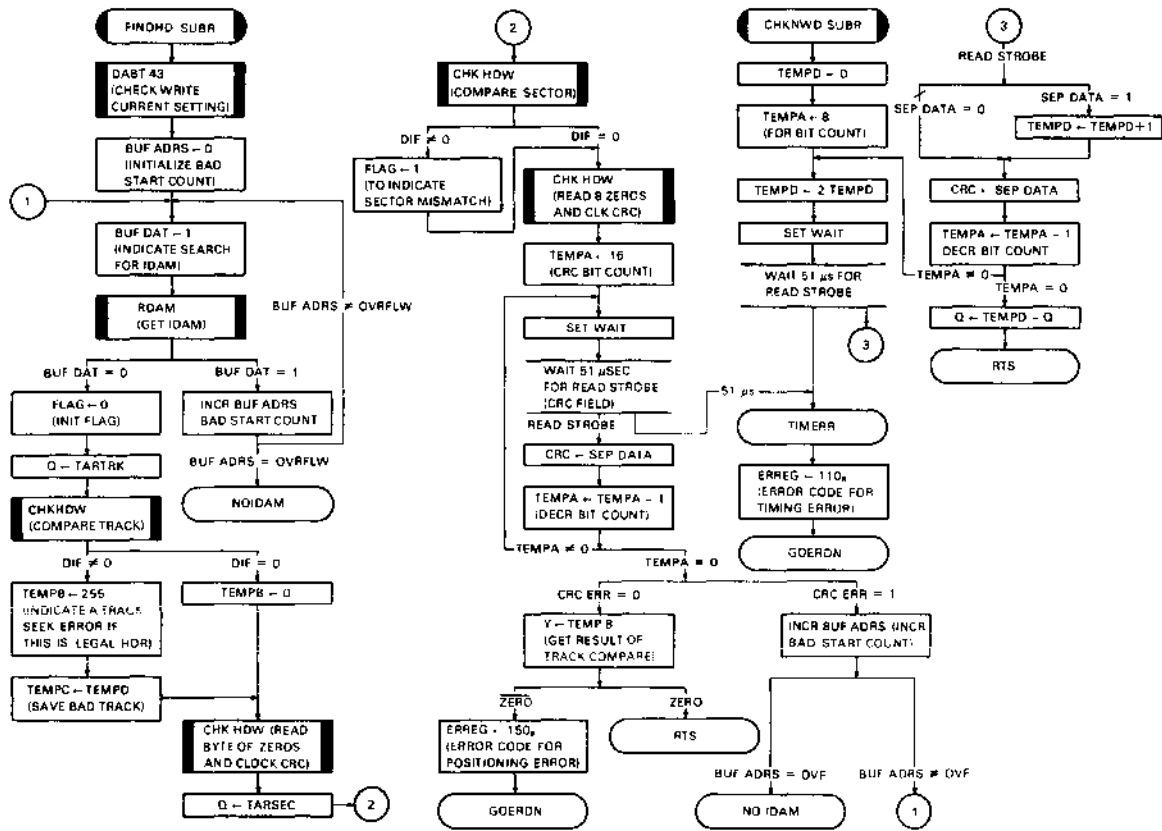 FINDHD SUBR
DABT 43
(CHECK WRITE
CURRENT SETTING)
BUF ADRS ← 0
(INITIALIZE BAD
START COUNT)
1
BUF DAT ← 1
(INDICATE SEARCH
FOR IDAM)
RDAM
(GET IDAM)
BUF ADRS ≠ OVRFLW
BUF DAT = 0
BUF DAT = 1
FLAG ← 0
(INIT FLAG)
INCR BUF ADRS
BAD START COUNT
Q ← TARTRK
BUF ADRS = OVRFLW
NOIDAM
CHKHDW
(COMPARE TRACK)
DIF ≠ 0
DIF = 0
TEMPB ← 255
(INDICATE A TRACK
SEEK ERROR IF
THIS IS LEGAL HDR)
TEMPB ← 0
TEMPC ← TEMPD
(SAVE BAD TRACK)
CHK HDW (READ
BYTE OF ZEROS
AND CLOCK CRC)
Q ← TARSEC
2
2
CHK HDW
(COMPARE SECTOR)
DIF ≠ 0
DIF = 0
FLAG ← 1
(TO INDICATE
SECTOR MISMATCH)
CHK HDW
(READ 8 ZEROS
AND CLK CRC)
TEMPA ← 16
(CRC BIT COUNT)
SET WAIT
WAIT 51 μSEC
FOR READ STROBE
(CRC FIELD)
READ STROBE
51 μs
CRC ← SEP DATA
TEMPA ← TEMPA − 1
(DECR BIT COUNT)
TEMPA ≠ 0
TEMPA = 0
CRC ERR = 0
CRC ERR = 1
Y ← TEMP B
(GET RESULT OF
TRACK COMPARE)
INCR BUF ADRS (INCR
BAD START COUNT)
ZERO
ZERO
ERREG ← 150₈
(ERROR CODE FOR
POSITIONING ERROR)
RTS
GOERDN
BUF ADRS = OVF
BUF ADRS ≠ OVF
NO IDAM
1
CHKNWD SUBR
TEMPD ← 0
TEMPA ← 8
(FOR BIT COUNT)
TEMPD ← 2 TEMPD
SET WAIT
WAIT 51 μs FOR
READ STROBE
3
TIMERR
ERREG ← 110₈
(ERROR CODE FOR
TIMING ERROR)
GOERDN
3
READ STROBE
SEP DATA = 0
SEP DATA = 1
TEMPD ← TEMPD+1
CRC ← SEP DATA
TEMPA ← TEMPA − 1
DECR BIT COUNT
TEMPA ≠ 0
TEMPA = 0
Q ← TEMPD − Q
RTS